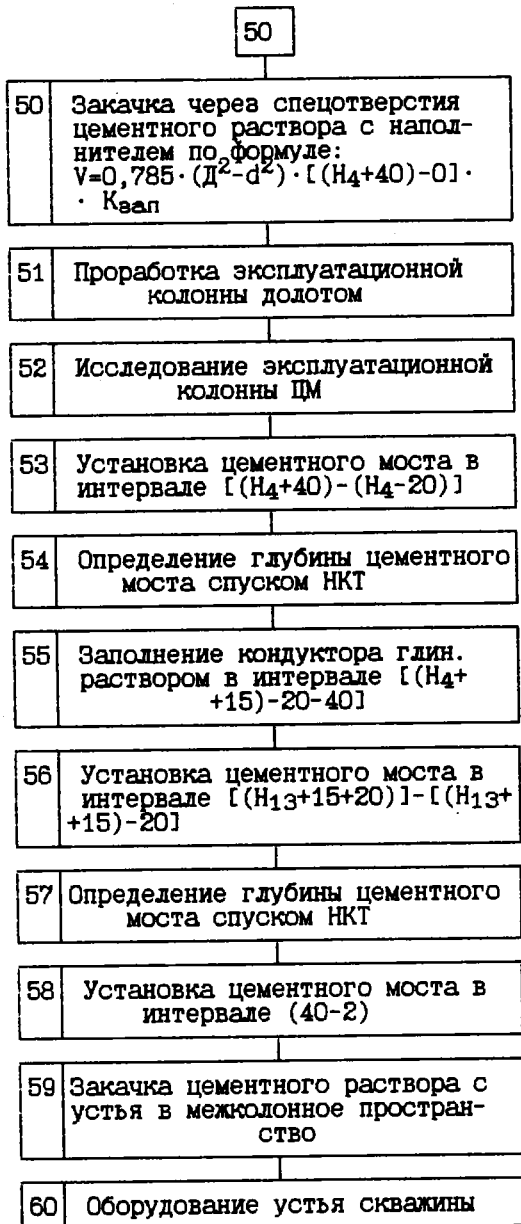 50
50 Закачка через спецотверстия
цементного раствора с напол-
нителем по формуле:
V=0,785·(Д²-d²)·[(H₄+40)-0]·
· Kзап
51 Проработка эксплуатационной
колонны долотом
52 Исследование эксплуатационной
колонны ЦМ
53 Установка цементного моста в
интервале [(H₄+40)-(H₄-20)]
54 Определение глубины цементного
моста спуском НКТ
55 Заполнение кондуктора глин.
раствором в интервале [(H₄+
+15)-20-40]
56 Установка цементного моста в
интервале [(H₁₃+15+20)]-[(H₁₃+
+15)-20]
57 Определение глубины цементного
моста спуском НКТ
58 Установка цементного моста в
интервале (40-2)
59 Закачка цементного раствора с
устья в межколонное простран-
ство
60 Оборудование устья скважины